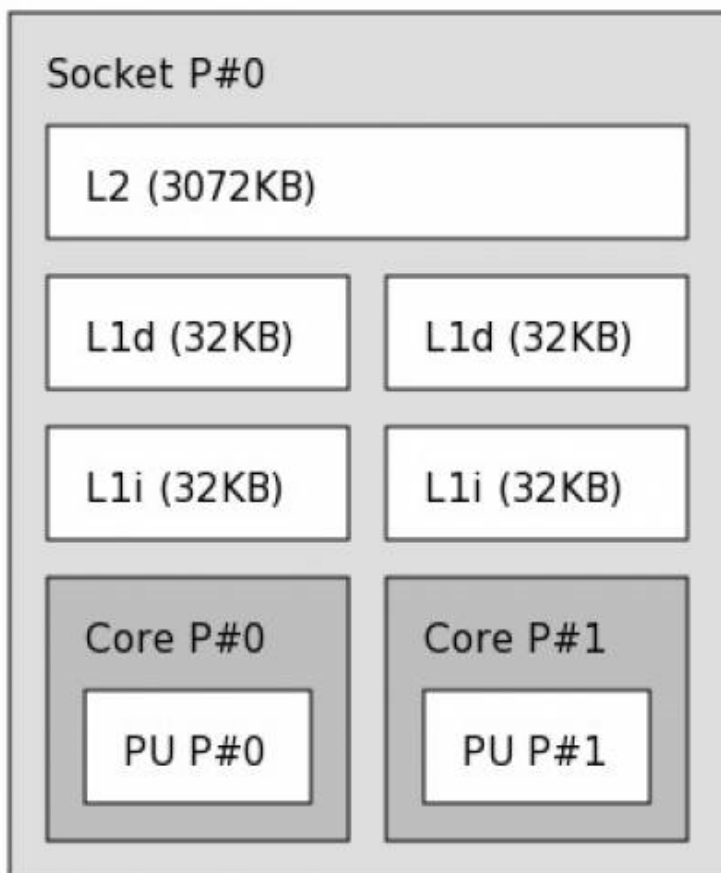 Socket P#0
L2 (3072KB)
L1d (32KB)
L1d (32KB)
L1i (32KB)
L1i (32KB)
Core P#0
Core P#1
PU P#0
PU P#1